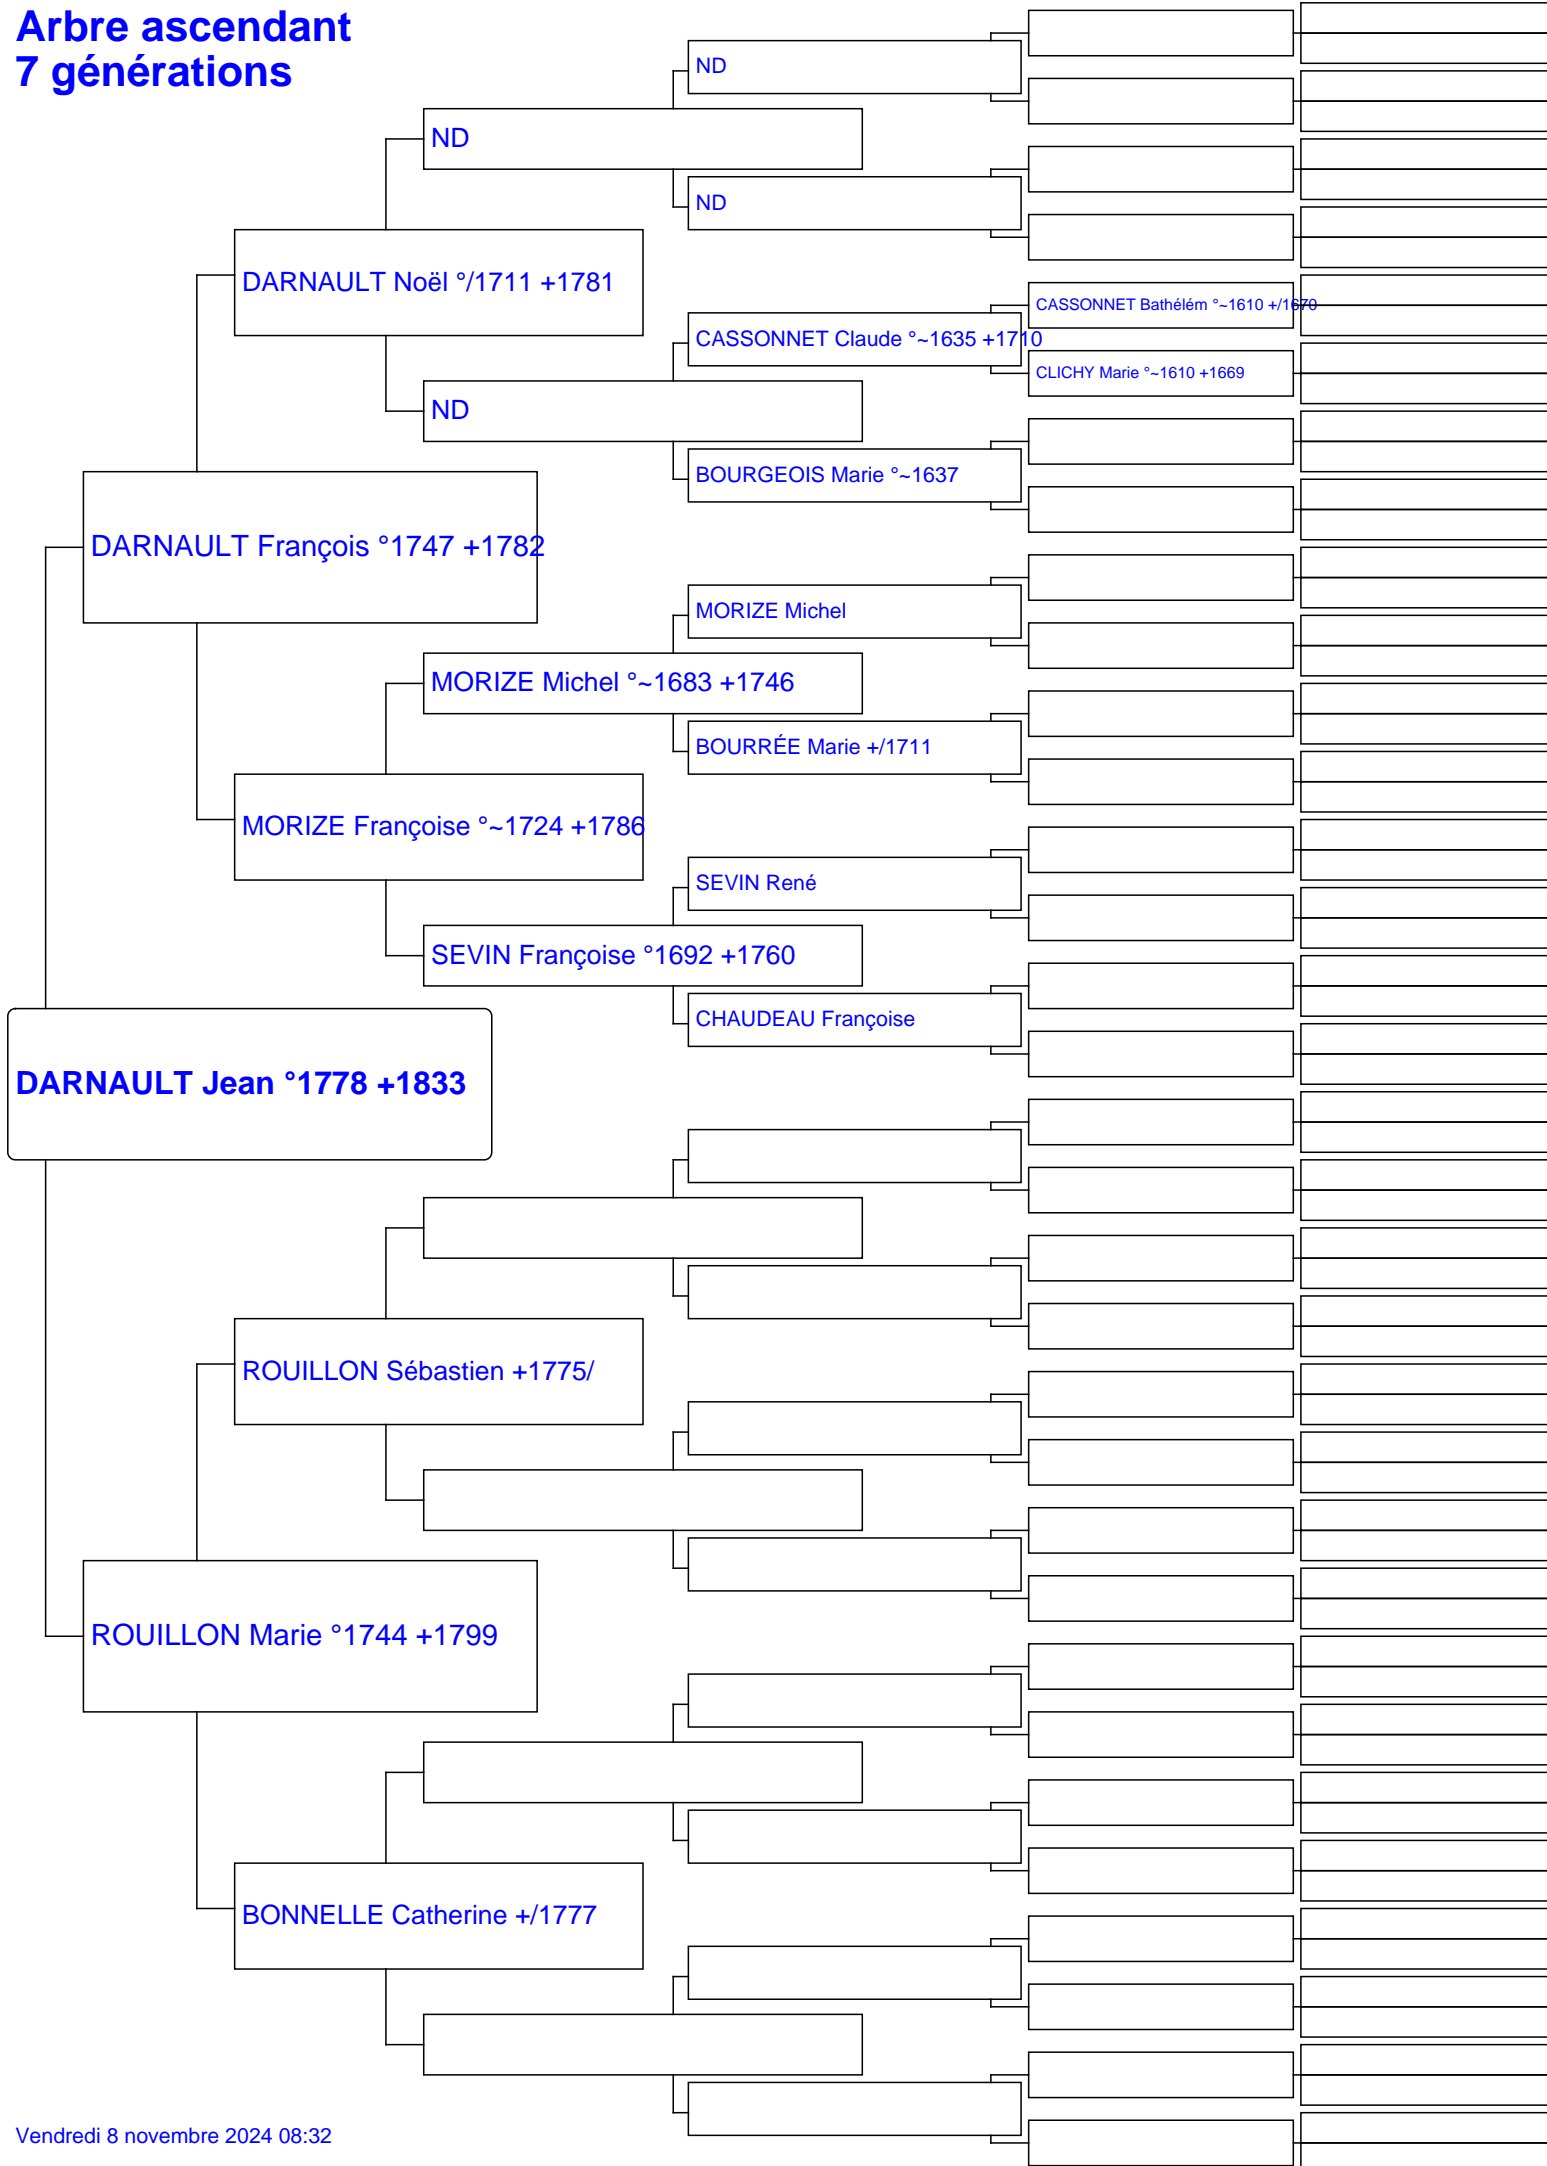 Arbre ascendant
7 générations
ND
ND
ND
DARNAULT Noël °/1711 +1781
CASSONNET Bathélém °~1610 +/1670
CASSONNET Claude °~1635 +1710
CLICHY Marie °~1610 +1669
ND
BOURGEOIS Marie °~1637
DARNAULT François °1747 +1782
MORIZE Michel
MORIZE Michel °~1683 +1746
BOURRÉE Marie +/1711
MORIZE Françoise °~1724 +1786
SEVIN René
SEVIN Françoise °1692 +1760
CHAUDEAU Françoise
DARNAULT Jean °1778 +1833
ROUILLON Sébastien +1775/
ROUILLON Marie °1744 +1799
BONNELLE Catherine +/1777
Vendredi 8 novembre 2024 08:32